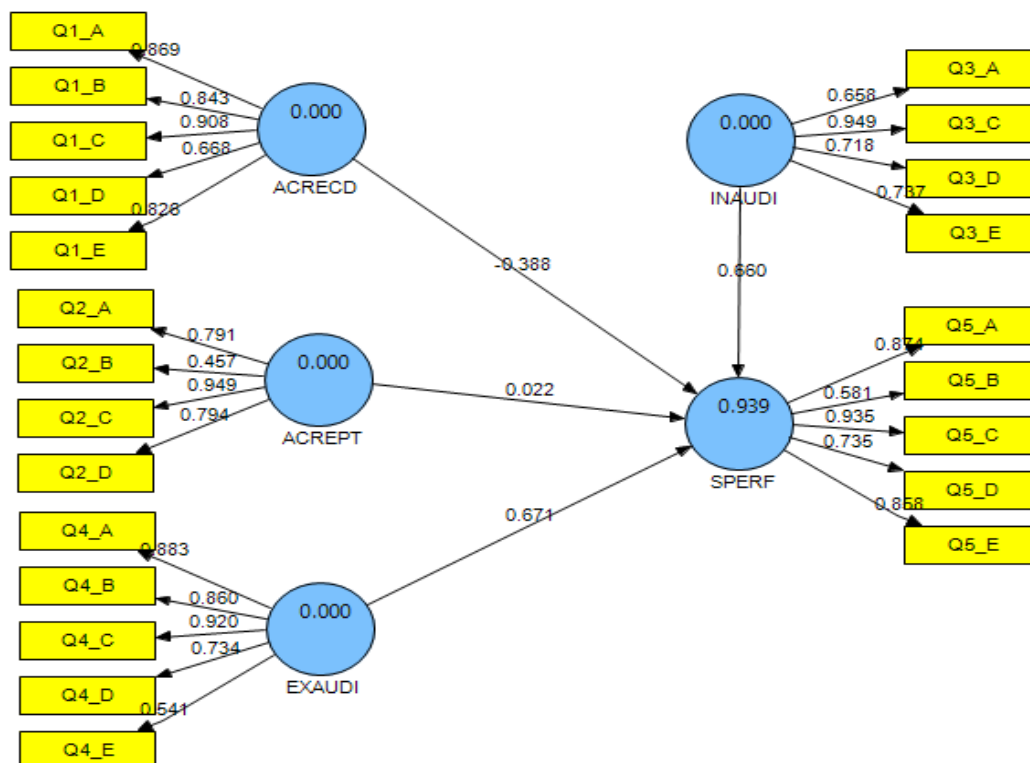 Q1_A
0.869
Q1_B
0.843
Q1_C
0.908
Q1_D
0.668
Q1_E
0.828
0.000
ACRECD
-0.388
Q2_A
0.791
Q2_B
0.457
Q2_C
0.949
Q2_D
0.794
0.000
ACREPT
0.022
Q4_A
0.883
Q4_B
0.860
Q4_C
0.920
Q4_D
0.734
Q4_E
0.541
0.000
EXAUDI
0.671
0.000
INAUDI
0.660
0.658
Q3_A
0.949
Q3_C
0.718
Q3_D
0.737
Q3_E
0.939
SPERF
0.874
Q5_A
0.581
Q5_B
0.935
Q5_C
0.735
Q5_D
0.858
Q5_E